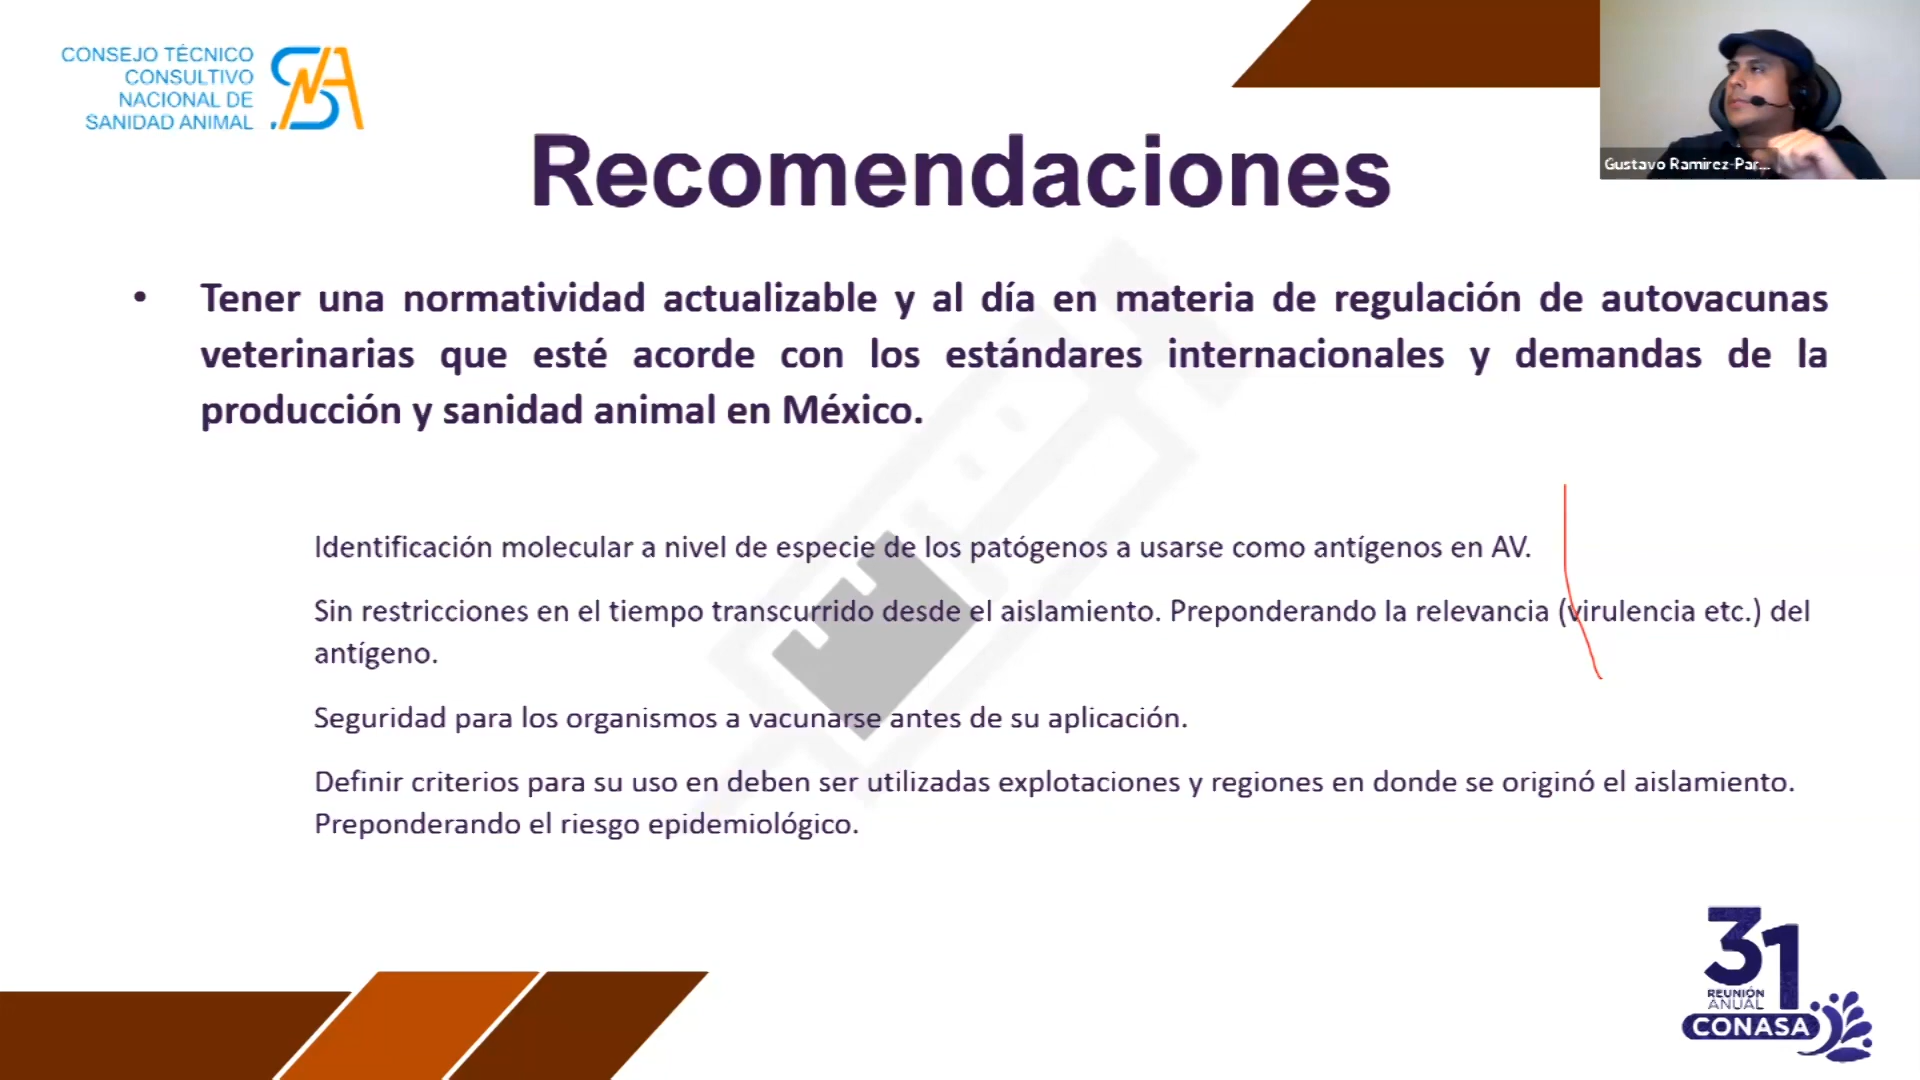 CONSEJO TÉCNICO
CONSULTIVO
NACIONAL DE
SANIDAD ANIMAL
Gustavo Ramirez-Par...
Recomendaciones
• Tener una normatividad actualizable y al día en materia de regulación de autovacunas
veterinarias que esté acorde con los estándares internacionales y demandas de la
producción y sanidad animal en México.
Identificación molecular a nivel de especie de los patógenos a usarse como antígenos en AV.
Sin restricciones en el tiempo transcurrido desde el aislamiento. Preponderando la relevancia (virulencia etc.) del
antígeno.
Seguridad para los organismos a vacunarse antes de su aplicación.
Definir criterios para su uso en deben ser utilizadas explotaciones y regiones en donde se originó el aislamiento.
Preponderando el riesgo epidemiológico.
31
REUNIÓN
ANUAL
CONASA